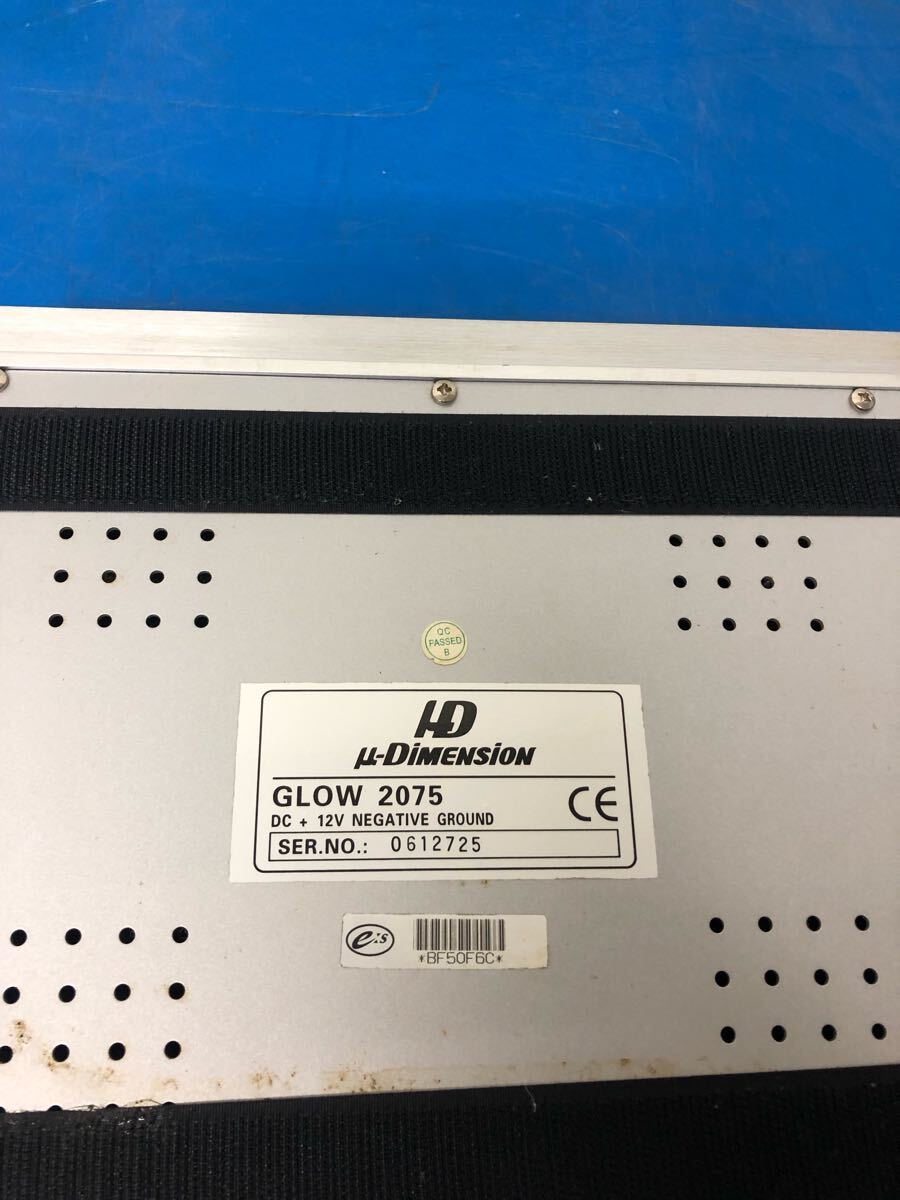 QC
PASSED
B
μD
μ-DiMENSiON
GLOW 2075
CE
DC + 12V NEGATIVE GROUND
SER.NO.: 0612725
e:s
*BF50F6C*